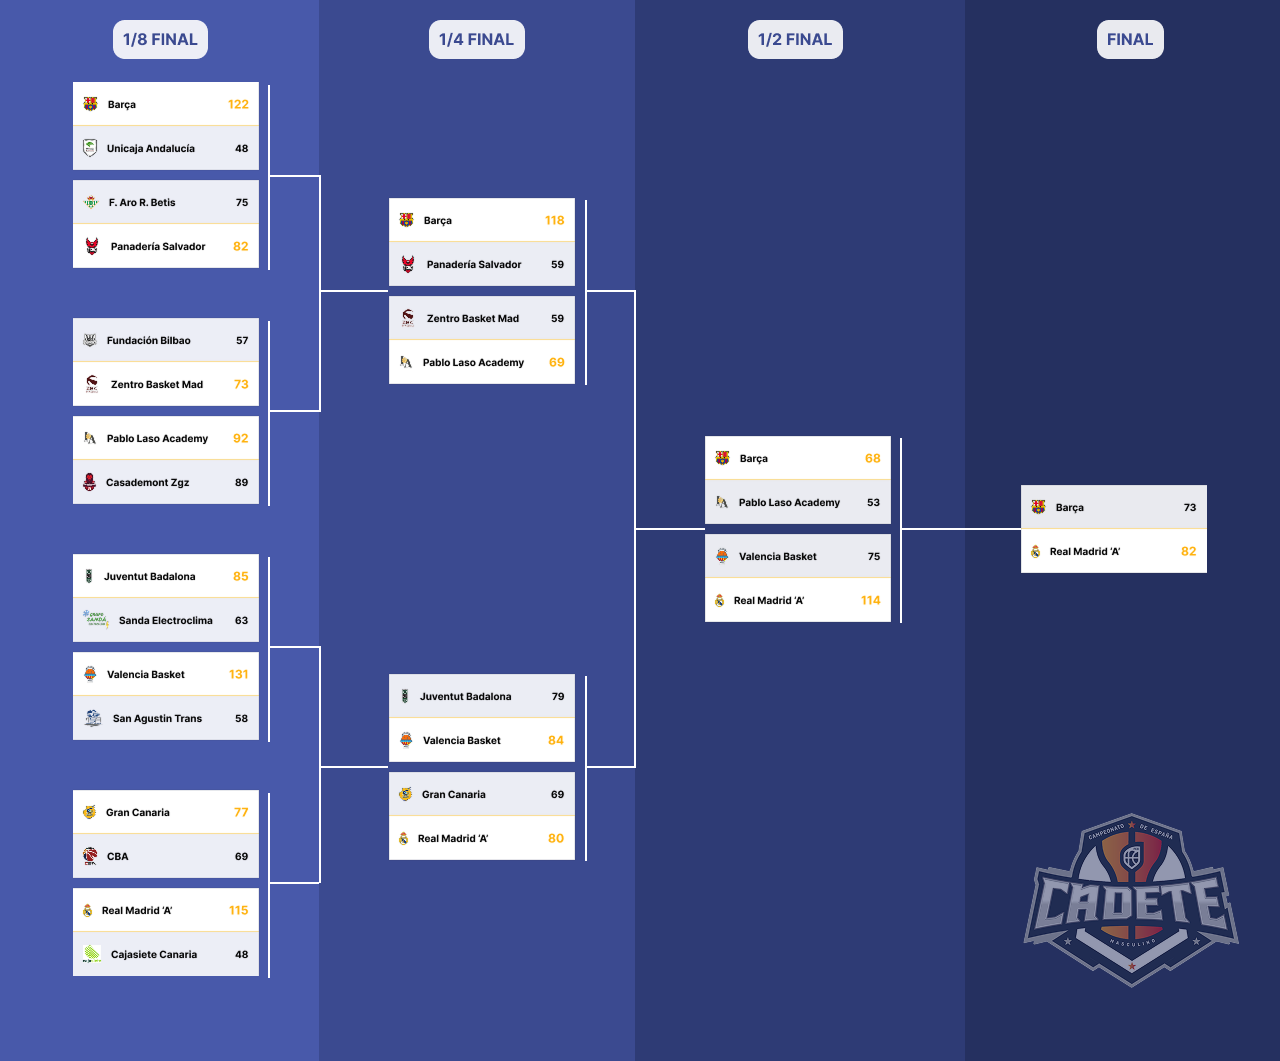 1/8 FINAL
1/4 FINAL
1/2 FINAL
FINAL
Barça 122
Unicaja Andalucía 48
F. Aro R. Betis 75
Panadería Salvador 82
Fundación Bilbao 57
Zentro Basket Mad 73
Pablo Laso Academy 92
Casademont Zgz 89
Juventut Badalona 85
Sanda Electroclima 63
Valencia Basket 131
San Agustin Trans 58
Gran Canaria 77
CBA 69
Real Madrid ‘A’ 115
Cajasiete Canaria 48
Barça 118
Panadería Salvador 59
Zentro Basket Mad 59
Pablo Laso Academy 69
Juventut Badalona 79
Valencia Basket 84
Gran Canaria 69
Real Madrid ‘A’ 80
Barça 68
Pablo Laso Academy 53
Valencia Basket 75
Real Madrid ‘A’ 114
Barça 73
Real Madrid ‘A’ 82
CAMPEONATO DE ESPAÑA
CADETE
MASCULINO